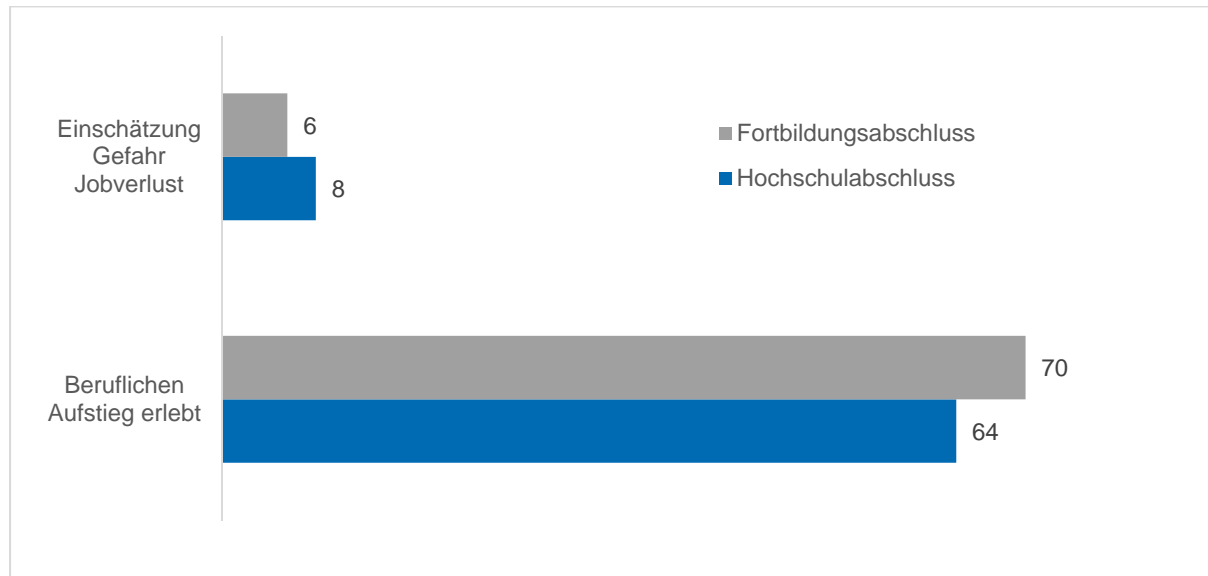 Einschätzung
Gefahr
Jobverlust
6
8
Fortbildungsabschluss
Hochschulabschluss
Beruflichen
Aufstieg erlebt
70
64